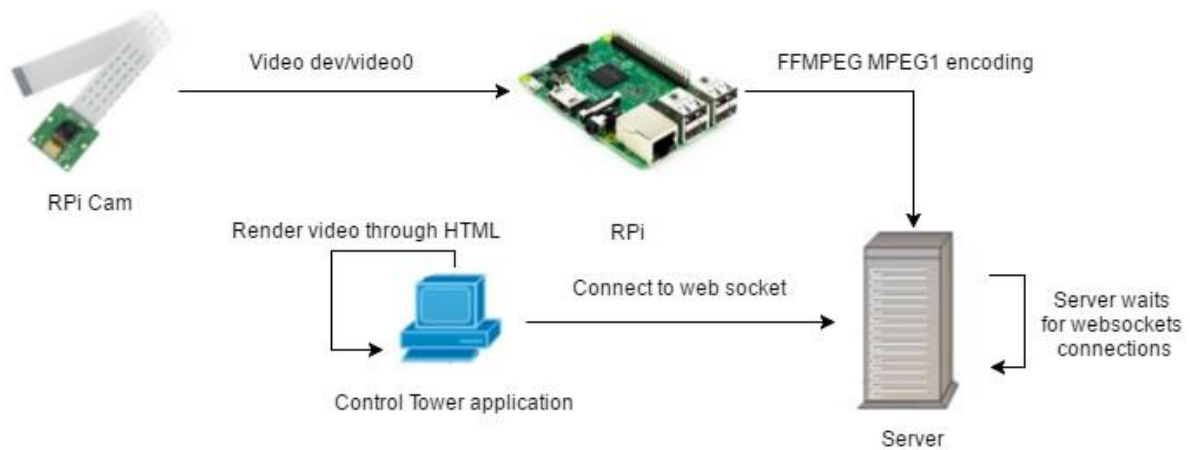 Video dev/video0
FFMPEG MPEG1 encoding
RPi Cam
RPi
Render video through HTML
Connect to web socket
Server waits
for websockets
connections
Control Tower application
Server